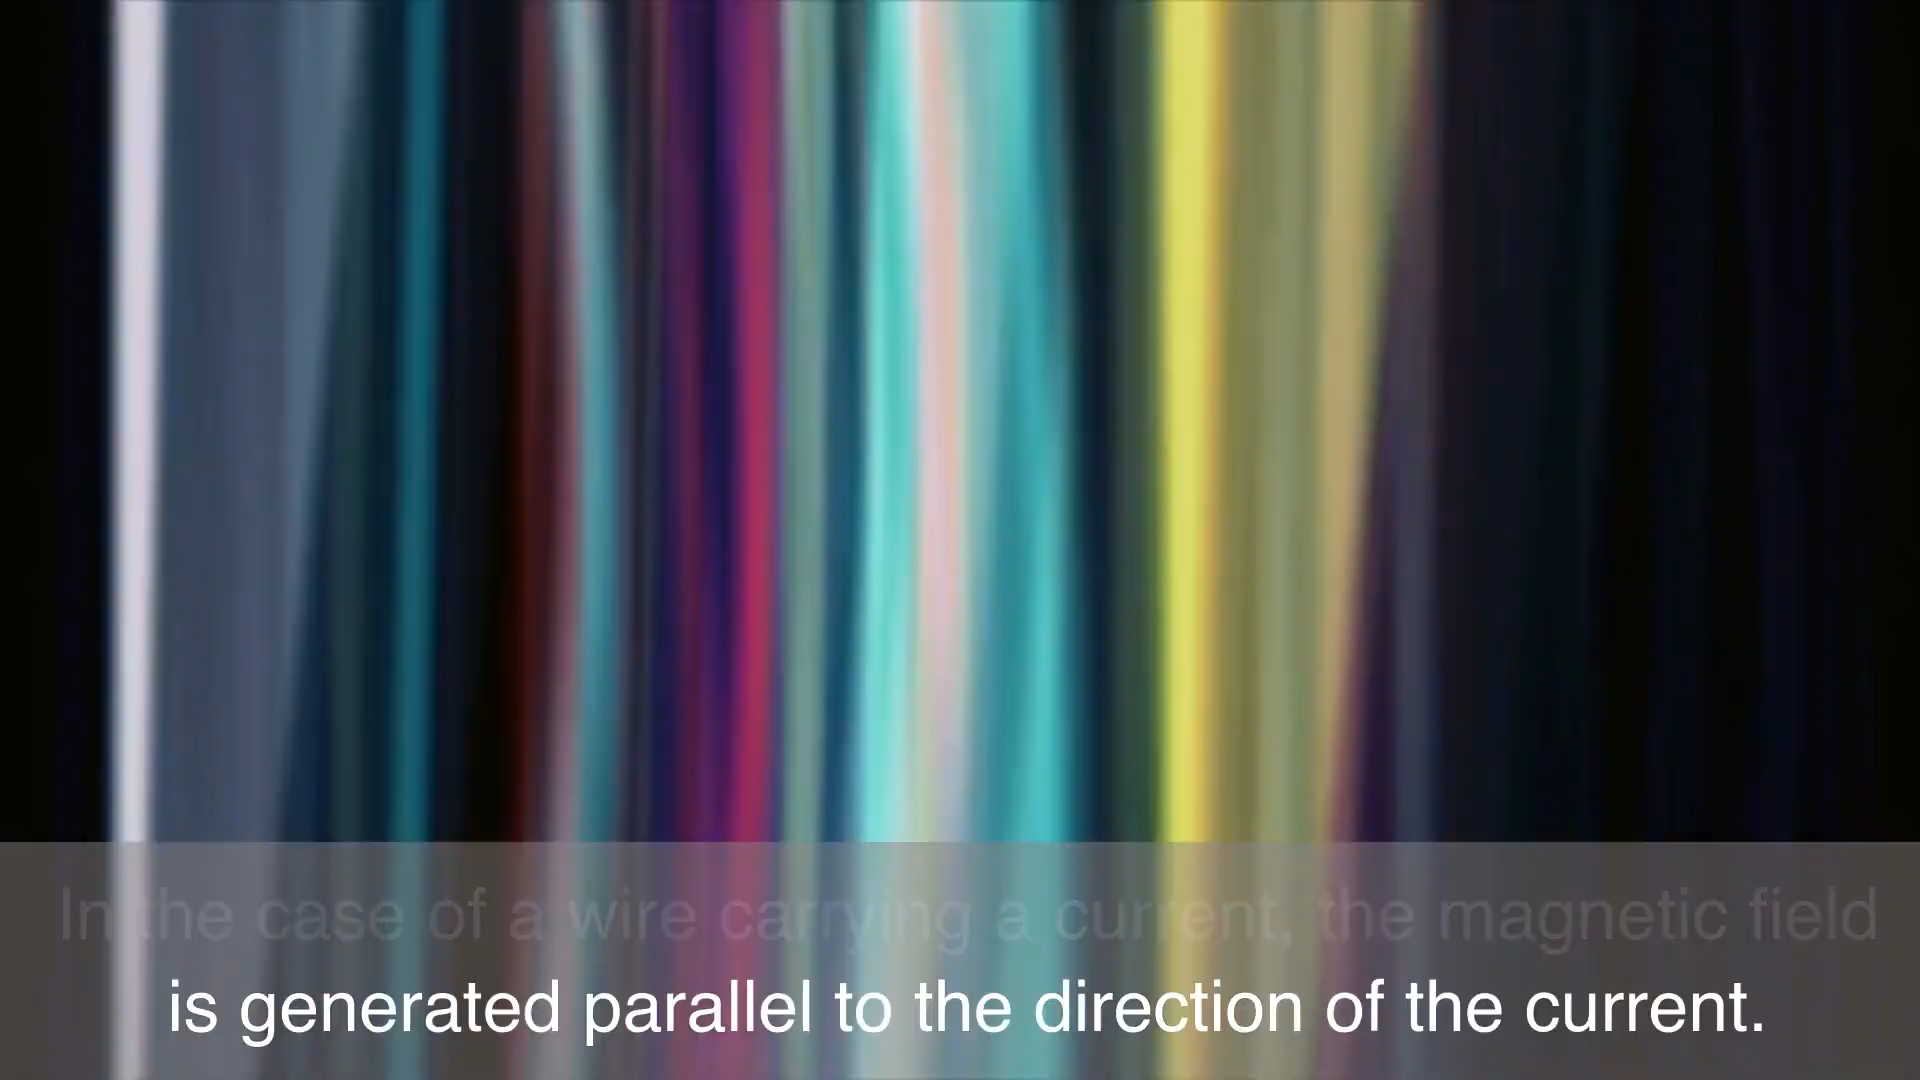 In the case of a wire carrying a current, the magnetic field
is generated parallel to the direction of the current.